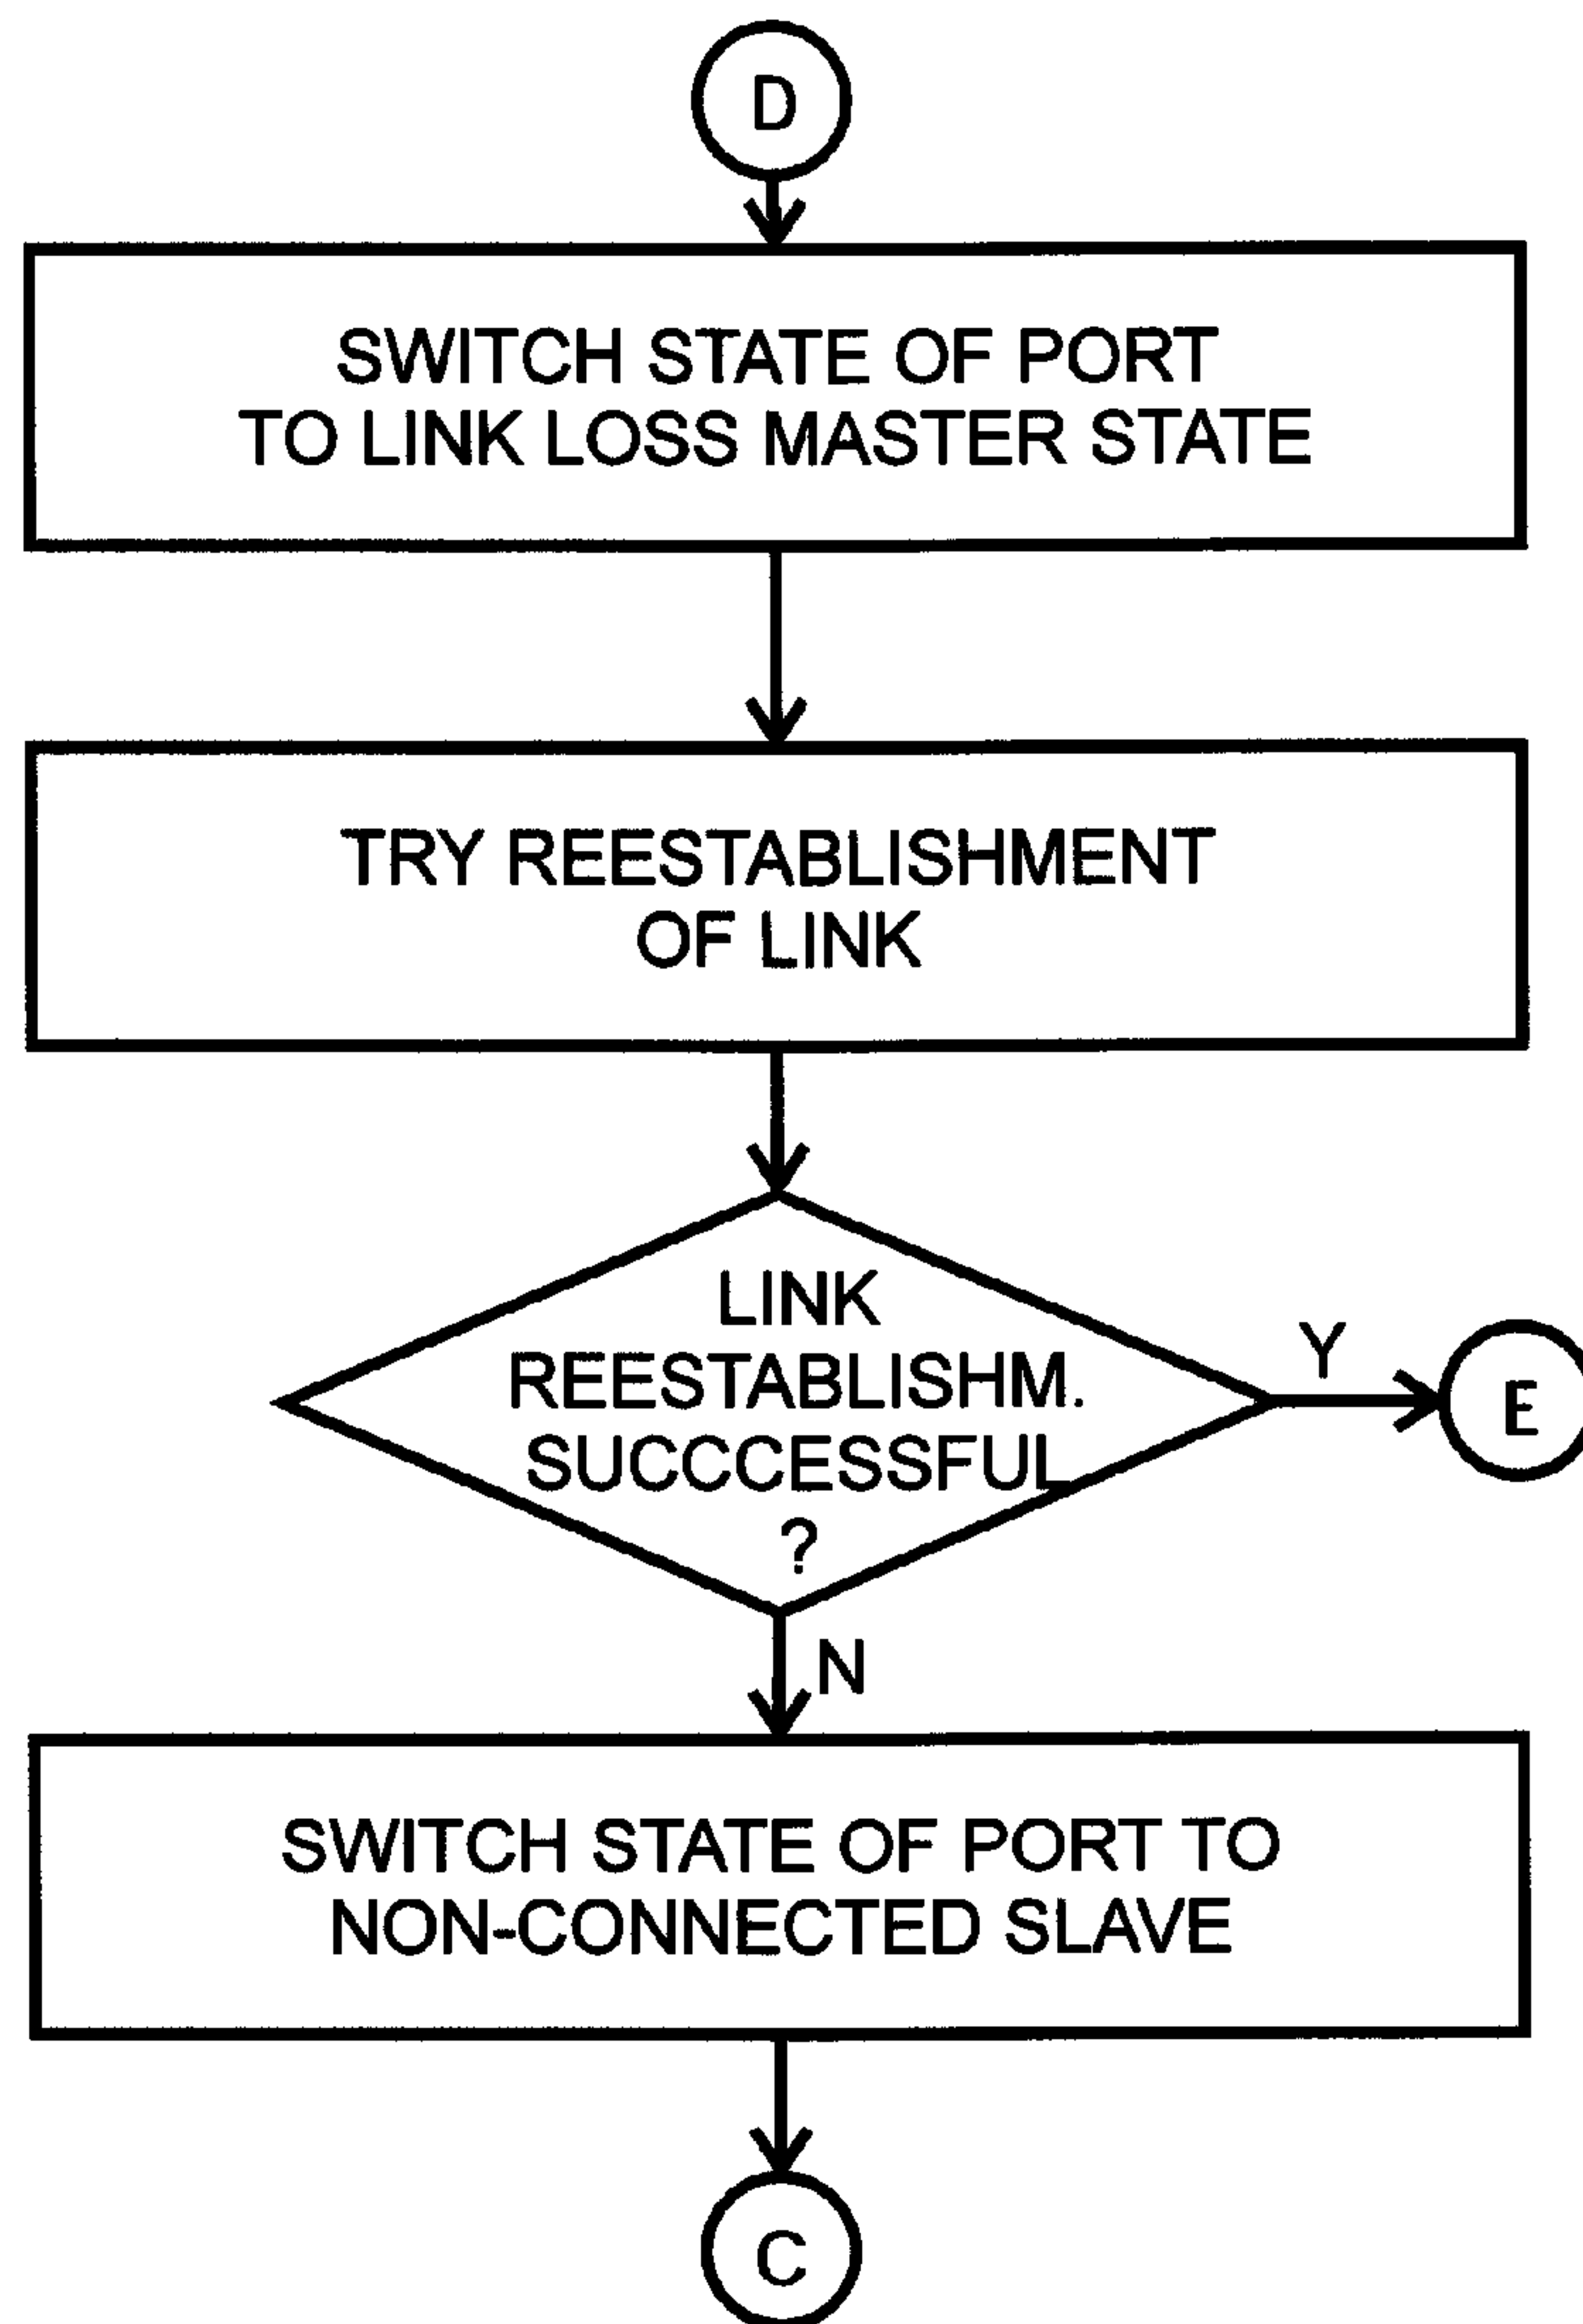 D
SWITCH STATE OF PORT
TO LINK LOSS MASTER STATE
TRY REESTABLISHMENT
OF LINK
LINK
REESTABLISHM.
SUCCCESSFUL
?
Y
E
N
SWITCH STATE OF PORT TO
NON-CONNECTED SLAVE
C